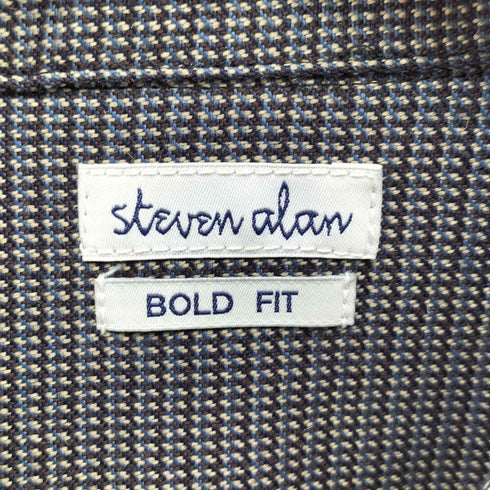 steven alan
BOLD FIT